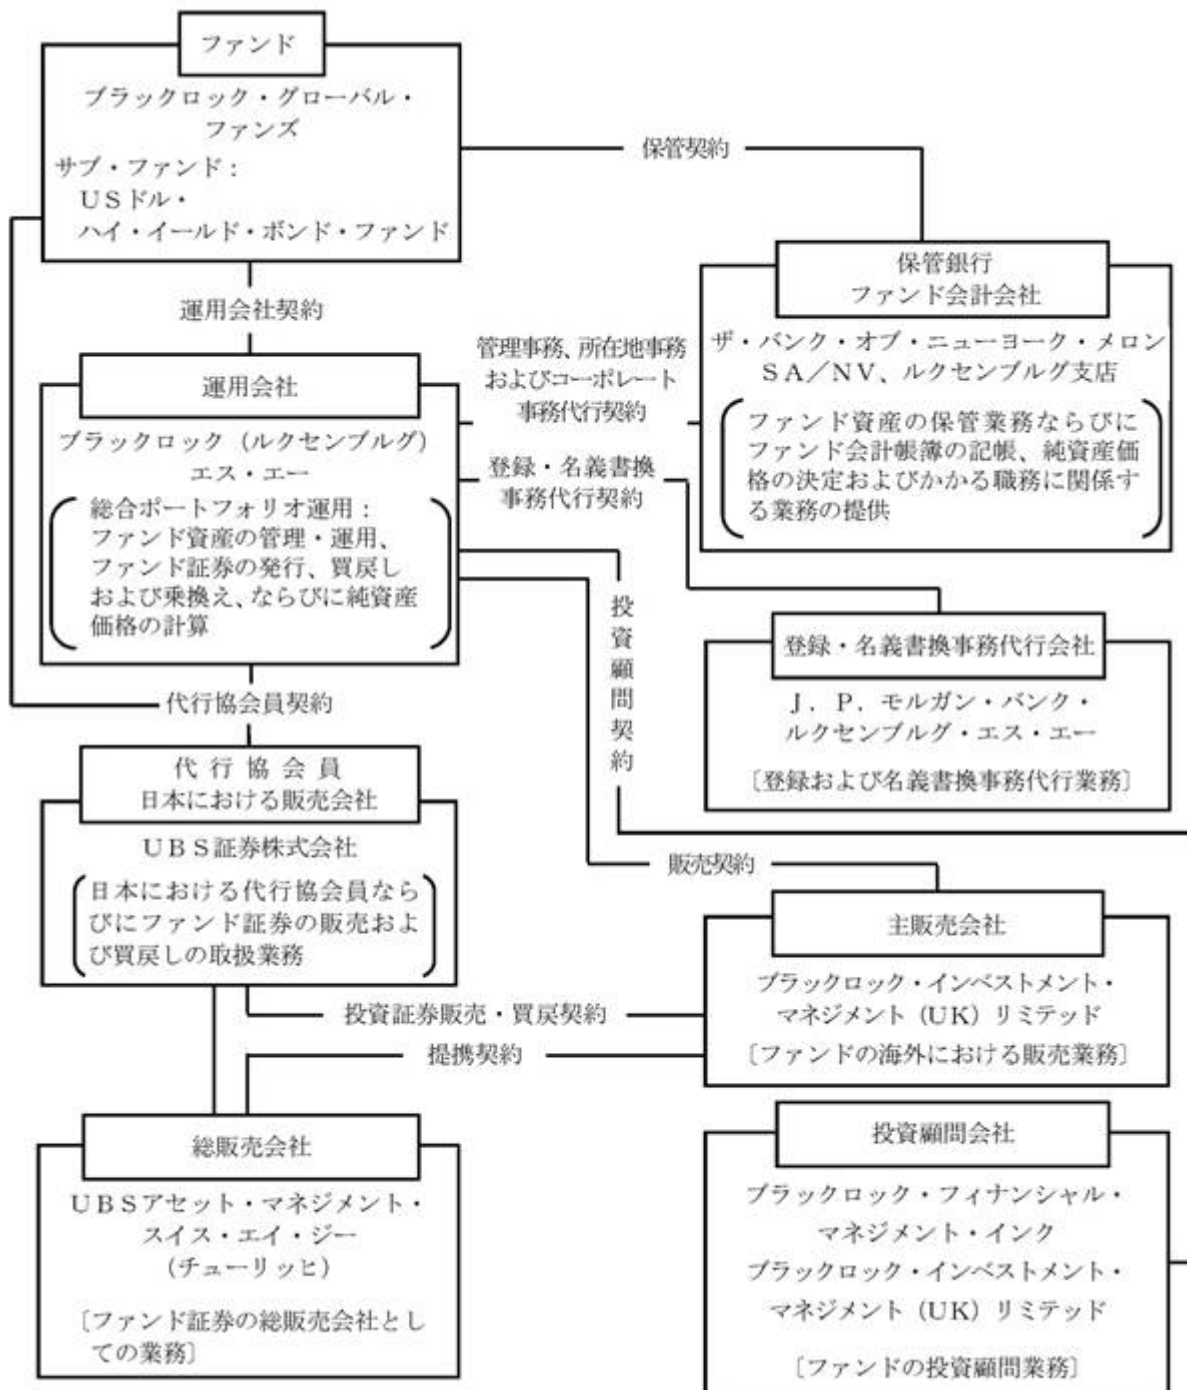 ファンド
ブラックロック・グローバル・
ファンズ
サブ・ファンド：
ＵＳドル・
ハイ・イールド・ボンド・ファンド
保管契約
運用会社契約
保管銀行
ファンド会計会社
ザ・バンク・オブ・ニューヨーク・メロン
ＳＡ／ＮＶ、ルクセンブルグ支店
ファンド資産の保管業務ならびに
ファンド会計帳簿の記帳、純資産価
格の決定およびかかる職務に関係す
る業務の提供
管理事務、所在地事務
およびコーポレート
事務代行契約
運用会社
ブラックロック（ルクセンブルグ）
エス・エー
総合ポートフォリオ運用：
ファンド資産の管理・運用、
ファンド証券の発行、買戻し
および乗換え、ならびに純資産
価格の計算
登録・名義書換
事務代行契約
投資顧問契約
登録・名義書換事務代行会社
Ｊ．Ｐ．モルガン・バンク・
ルクセンブルグ・エス・エー
〔登録および名義書換事務代行業務〕
代行協会員契約
代行協会員
日本における販売会社
ＵＢＳ証券株式会社
日本における代行協会員なら
びにファンド証券の販売およ
び買戻しの取扱業務
販売契約
主販売会社
ブラックロック・インベストメント・
マネジメント（UK）リミテッド
〔ファンドの海外における販売業務〕
投資証券販売・買戻契約
提携契約
総販売会社
ＵＢＳアセット・マネジメント・
スイス・エイ・ジー
（チューリッヒ）
〔ファンド証券の総販売会社とし
ての業務〕
投資顧問会社
ブラックロック・フィナンシャル・
マネジメント・インク
ブラックロック・インベストメント・
マネジメント（UK）リミテッド
〔ファンドの投資顧問業務〕